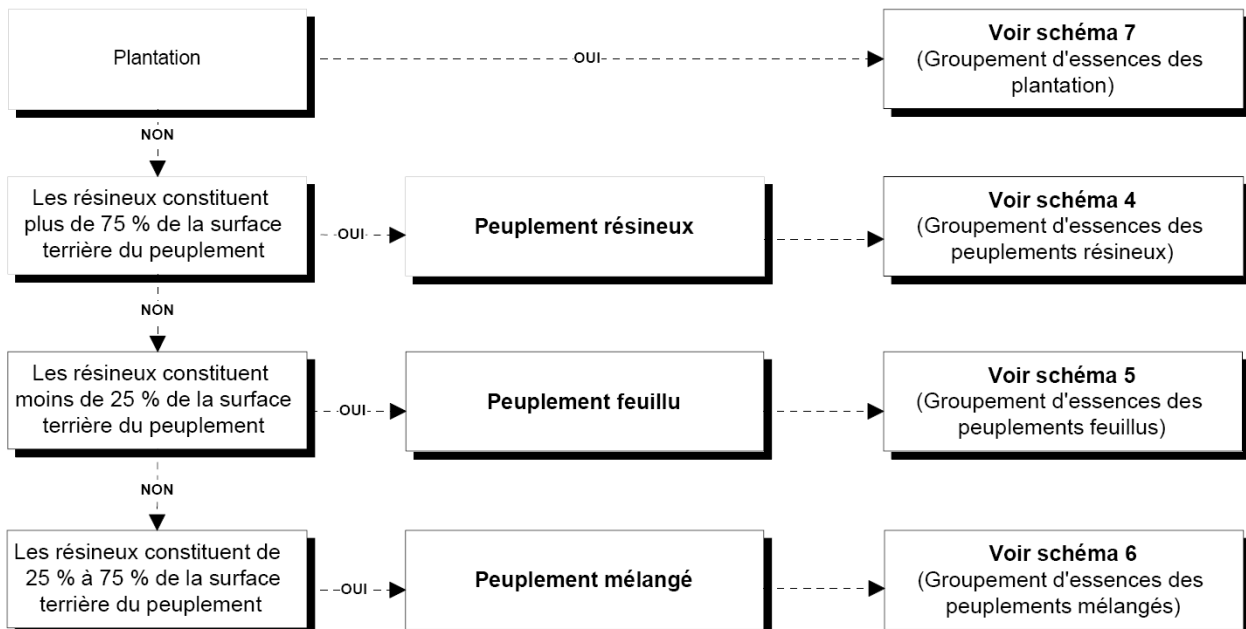 Plantation
OUI
Voir schéma 7
(Groupement d'essences des
plantation)
NON
Les résineux constituent
plus de 75 % de la surface
terrière du peuplement
OUI
Peuplement résineux
Voir schéma 4
(Groupement d'essences des
peuplements résineux)
NON
Les résineux constituent
moins de 25 % de la surface
terrière du peuplement
OUI
Peuplement feuillu
Voir schéma 5
(Groupement d'essences des
peuplements feuillus)
NON
Les résineux constituent de
25 % à 75 % de la surface
terrière du peuplement
OUI
Peuplement mélangé
Voir schéma 6
(Groupement d'essences des
peuplements mélangés)